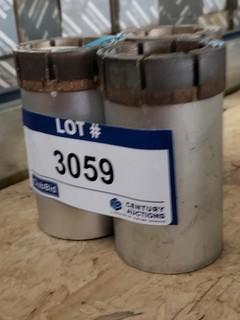 LOT #
3059
CENTURY
AUCTIONS